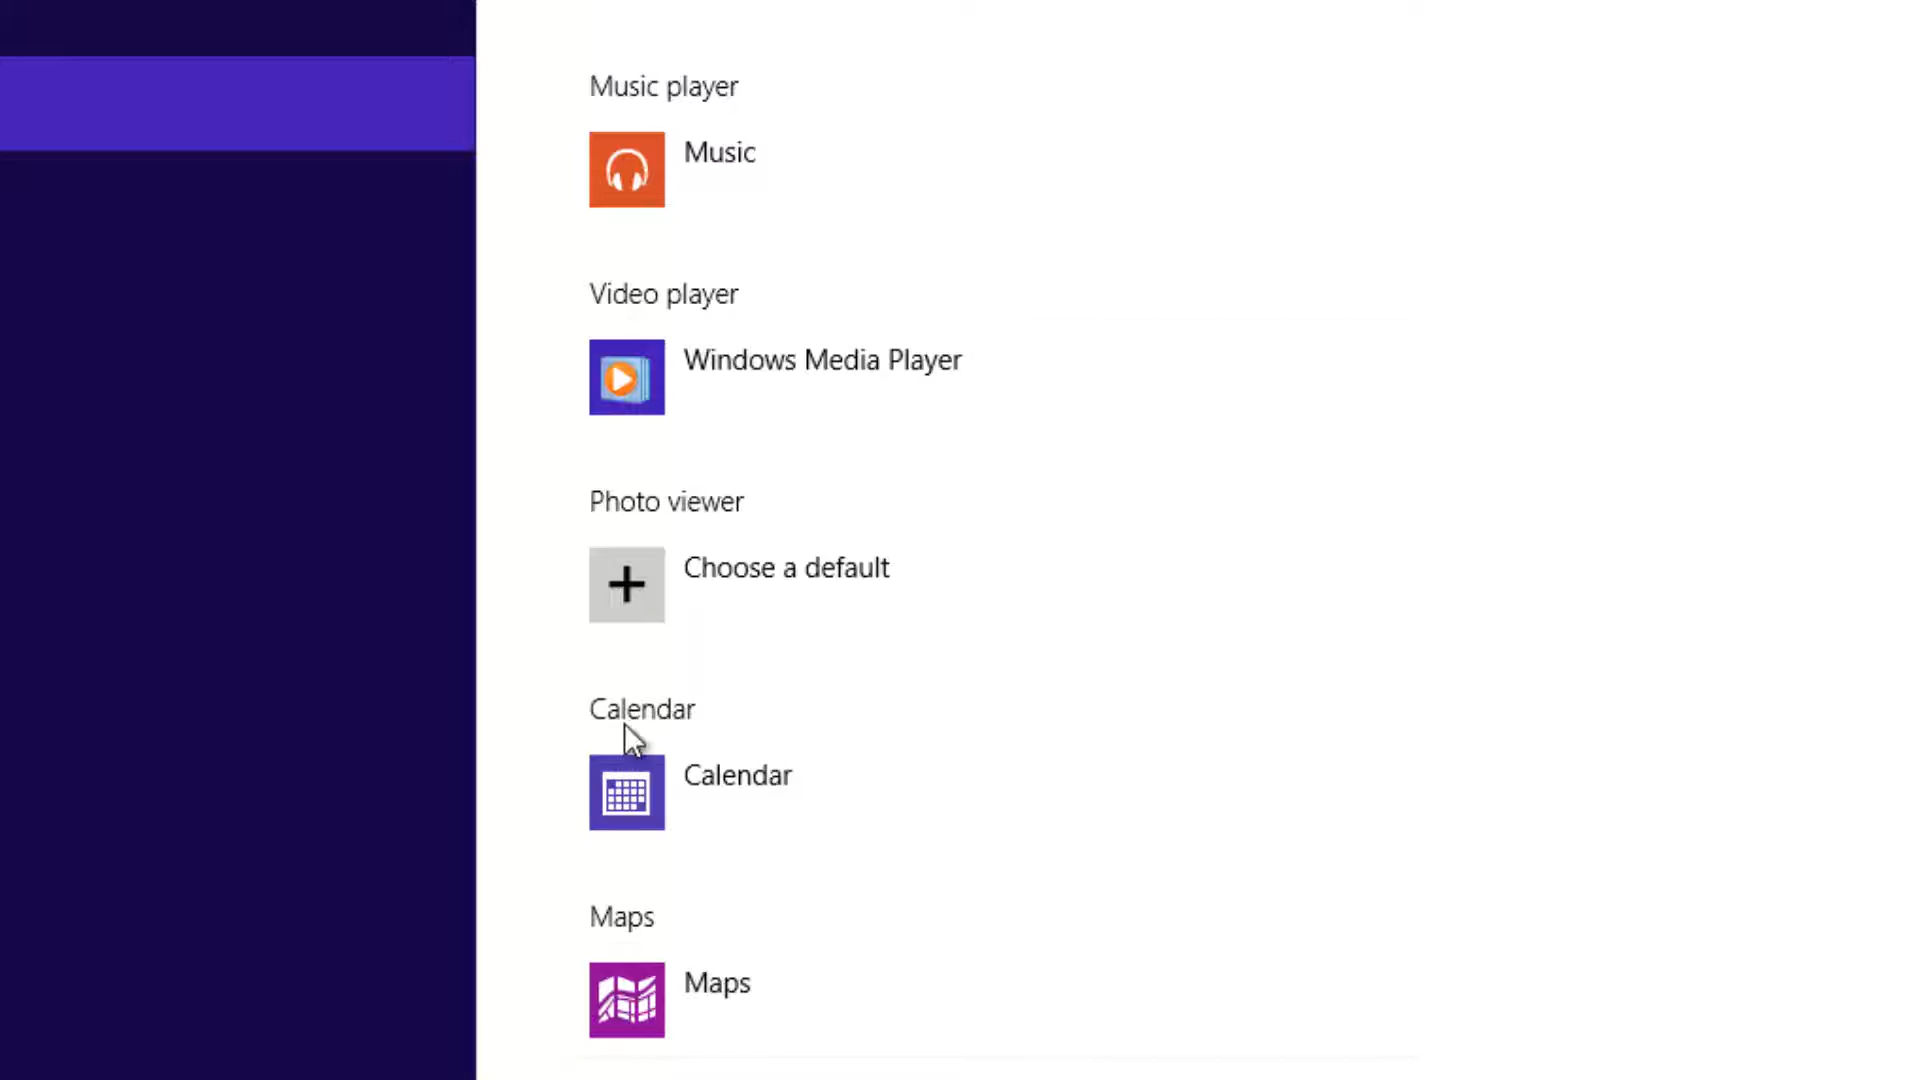 Music player
Music
Video player
Windows Media Player
Photo viewer
Choose a default
Calendar
Calendar
Maps
Maps